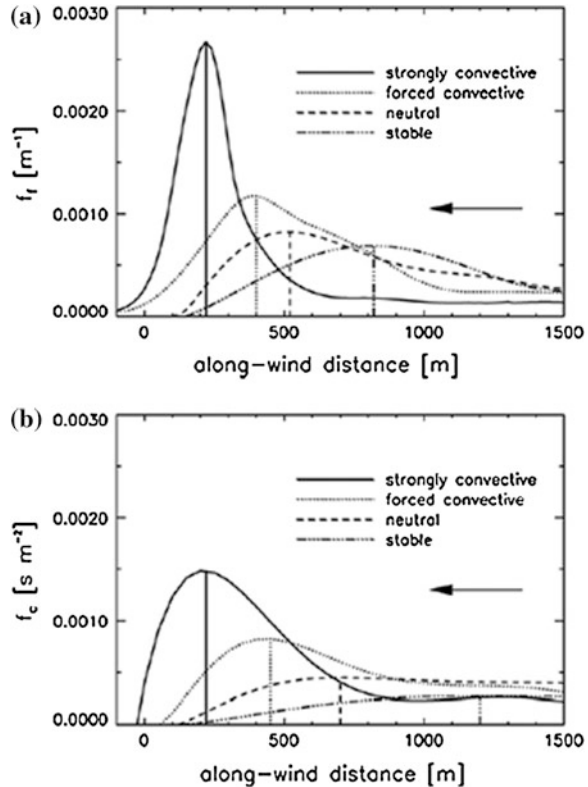 (a)
0.0030
0.0020
0.0010
0.0000
f_f [m⁻¹]
strongly convective
forced convective
neutral
stable
0 500 1000 1500
along-wind distance [m]
(b)
0.0030
0.0020
0.0010
0.0000
f_c [s m⁻²]
strongly convective
forced convective
neutral
stable
0 500 1000 1500
along-wind distance [m]